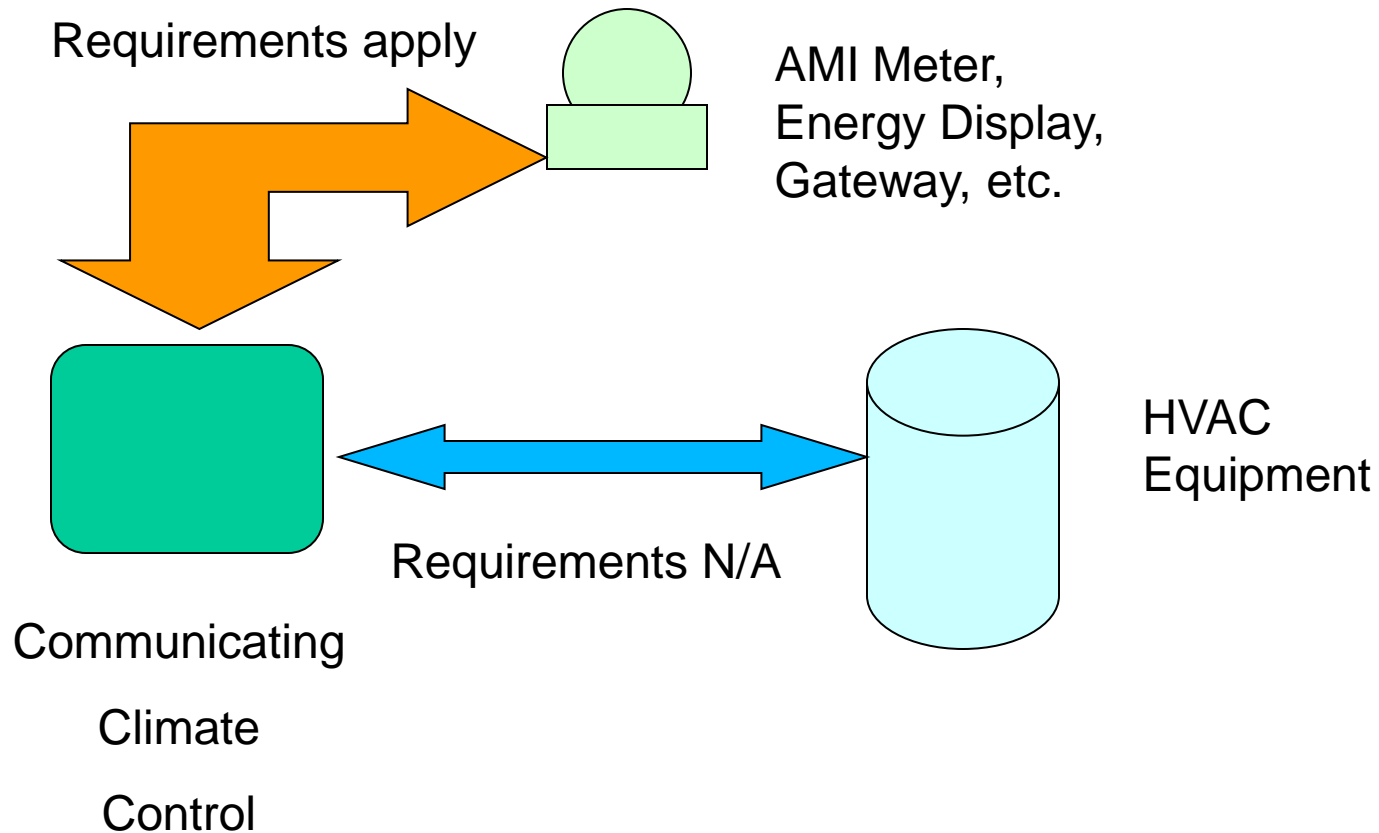 Requirements apply
AMI Meter,
Energy Display,
Gateway, etc.
HVAC
Equipment
Requirements N/A
Communicating
Climate
Control